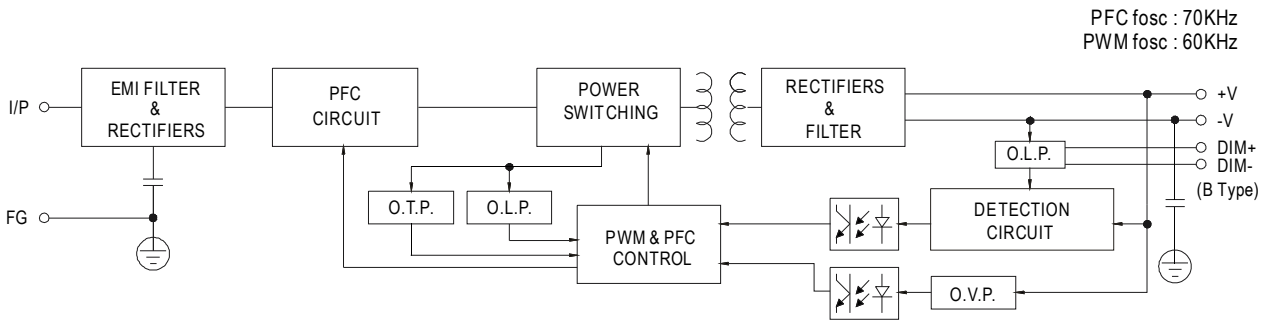 PFC fosc : 70KHz
PWM fosc : 60KHz
I/P
EMI FILTER
&
RECTIFIERS
PFC
CIRCUIT
POWER
SWITCHING
RECTIFIERS
&
FILTER
+V
-V
DIM+
DIM-
(B Type)
O.L.P.
FG
O.T.P.
O.L.P.
PWM & PFC
CONTROL
DETECTION
CIRCUIT
O.V.P.